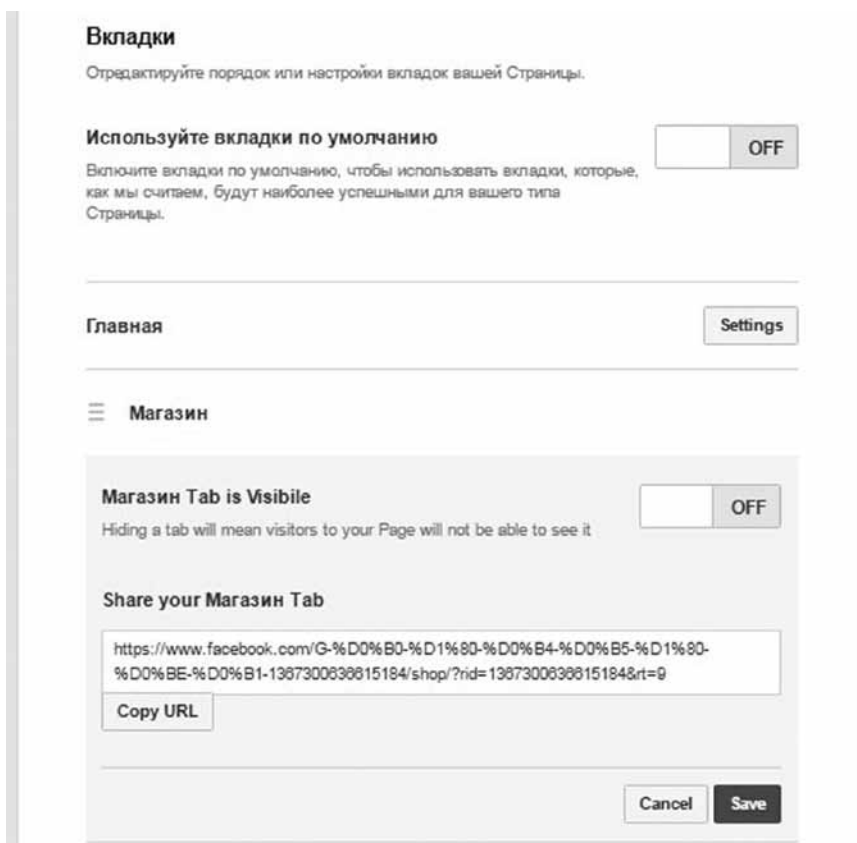 Вкладки
Отредактируйте порядок или настройки вкладок вашей Страницы.
Используйте вкладки по умолчанию
OFF
Включите вкладки по умолчанию, чтобы использовать вкладки, которые,
как мы считаем, будут наиболее успешными для вашего типа
Страницы.
Главная
Settings
Магазин
Магазин Tab is Visibile
OFF
Hiding a tab will mean visitors to your Page will not be able to see it
Share your Магазин Tab
https://www.facebook.com/G-%D0%B0-%D1%80-%D0%B4-%D0%B5-%D1%80-
%D0%BE-%D0%B1-1367300636615184/shop/?rid=1367300636615184&rt=9
Copy URL
Cancel
Save